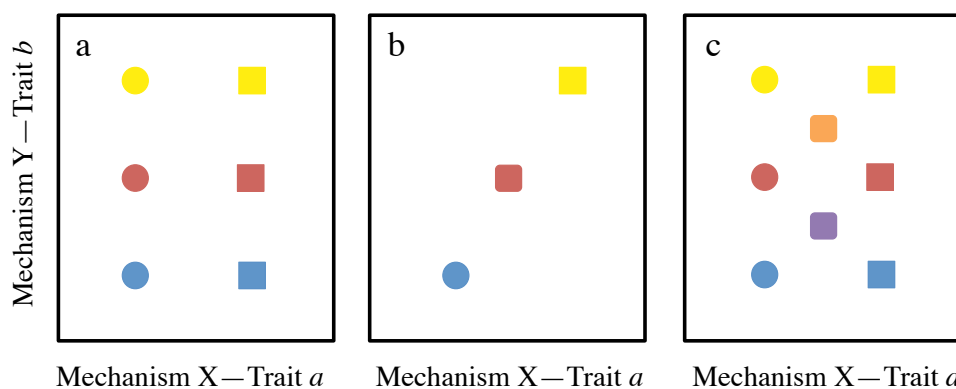 a
b
c
Mechanism Y—Trait b
Mechanism X—Trait a
Mechanism X—Trait a
Mechanism X—Trait a